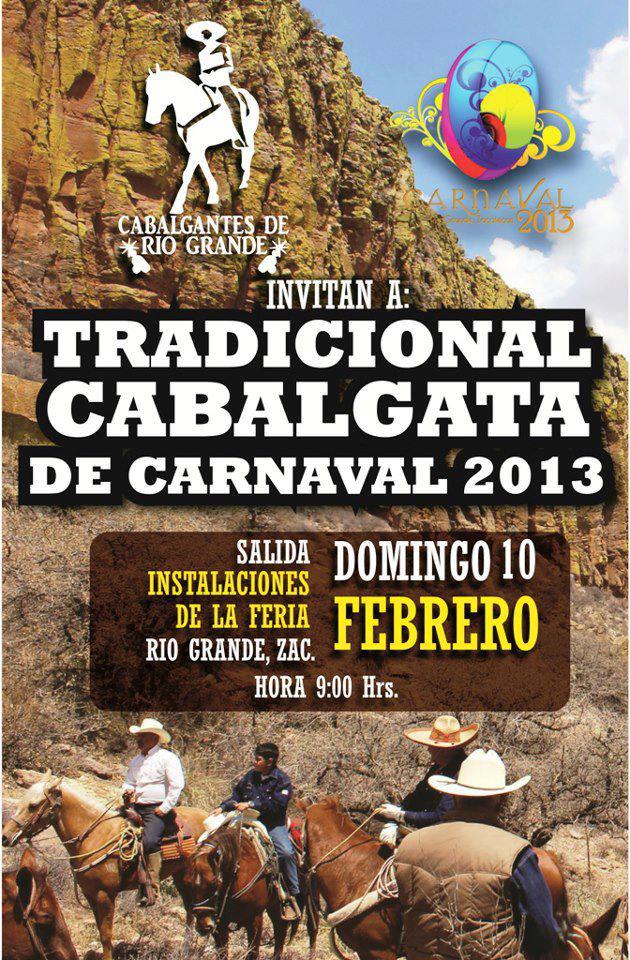 CABALGANTES DE
RIO GRANDE
CARNAVAL
2013
INVITAN A:
TRADICIONAL
CABALGATA
DE CARNAVAL 2013
SALIDA
INSTALACIONES
DE LA FERIA
RIO GRANDE, ZAC.
DOMINGO 10
FEBRERO
HORA 9:00 Hrs.